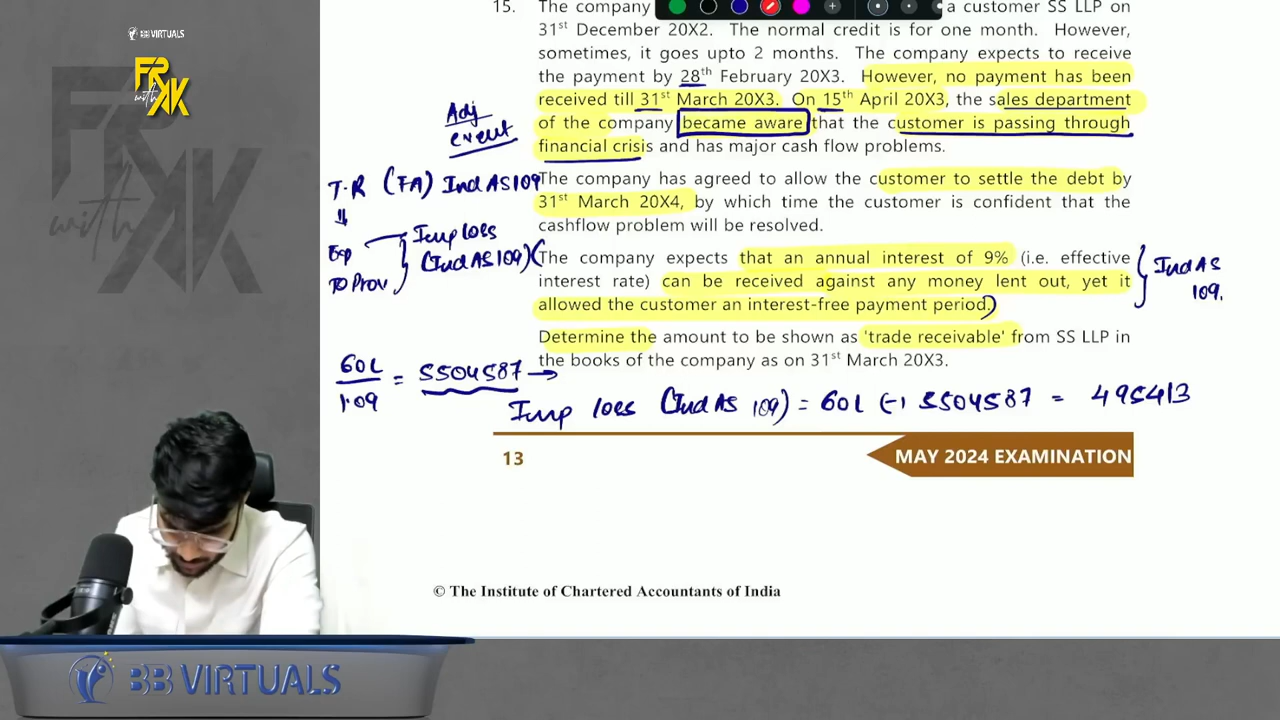 BB VIRTUALS
FR
with
AK
FR
with
AK
15. The company a customer SS LLP on
31st December 20X2. The normal credit is for one month. However,
sometimes, it goes upto 2 months. The company expects to receive
the payment by 28th February 20X3. However, no payment has been
received till 31st March 20X3. On 15th April 20X3, the sales department
of the company became aware that the customer is passing through
financial crisis and has major cash flow problems.
Adj
event
The company has agreed to allow the customer to settle the debt by
31st March 20X4, by which time the customer is confident that the
cashflow problem will be resolved.
T.R (FA) Ind AS 109
Imp loss
(Ind AS 109)
Exp
To Prov
The company expects that an annual interest of 9% (i.e. effective
interest rate) can be received against any money lent out, yet it
allowed the customer an interest-free payment period.
Ind AS
109.
Determine the amount to be shown as 'trade receivable' from SS LLP in
the books of the company as on 31st March 20X3.
60L
1.09
= 5504587 →
Imp loss (Ind AS 109) = 60L (-) 5504587 = 495413
13
MAY 2024 EXAMINATION
© The Institute of Chartered Accountants of India
BB VIRTUALS